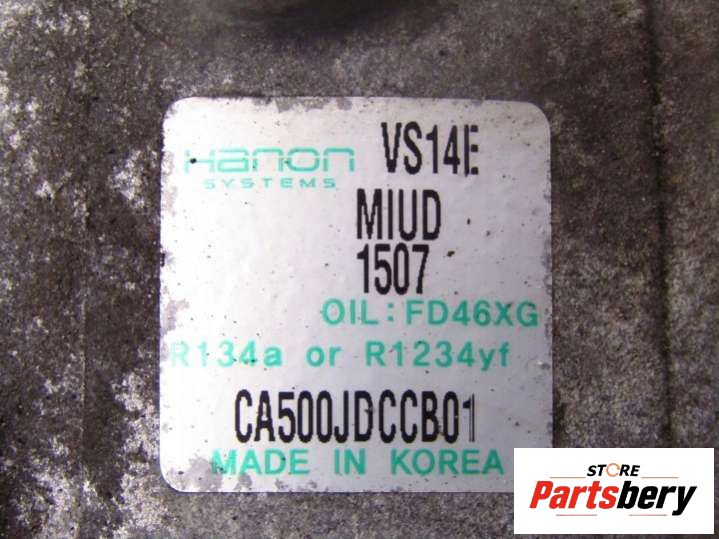 Hanon VS14E
SYSTEMS
MIUD
1507
OIL: FD46XG
R134a or R1234yf
CA500JDCCB01
MADE IN KOREA
STORE
Partsbery